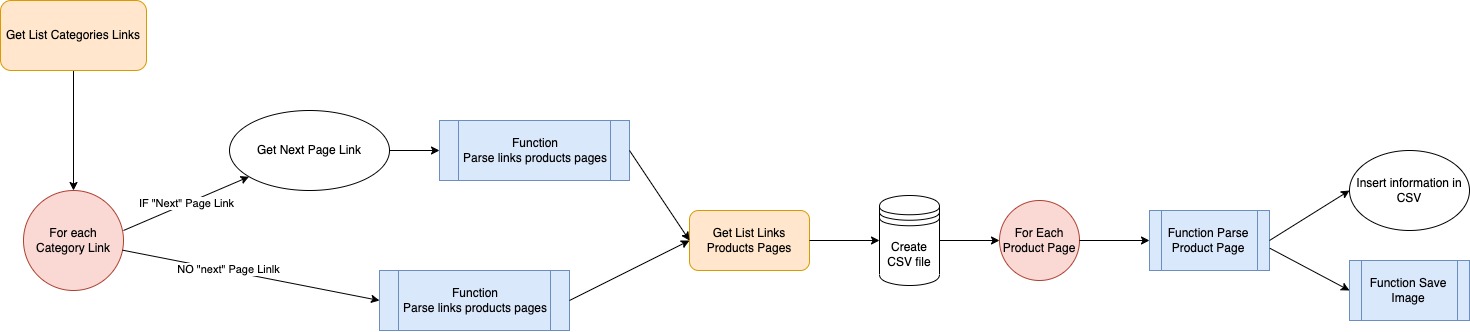 Get List Categories Links
For each
Category Link
IF "Next" Page Link
NO "next" Page Linlk
Get Next Page Link
Function
Parse links products pages
Function
Parse links products pages
Get List Links
Products Pages
Create
CSV file
For Each
Product Page
Function Parse
Product Page
Insert information in
CSV
Function Save
Image